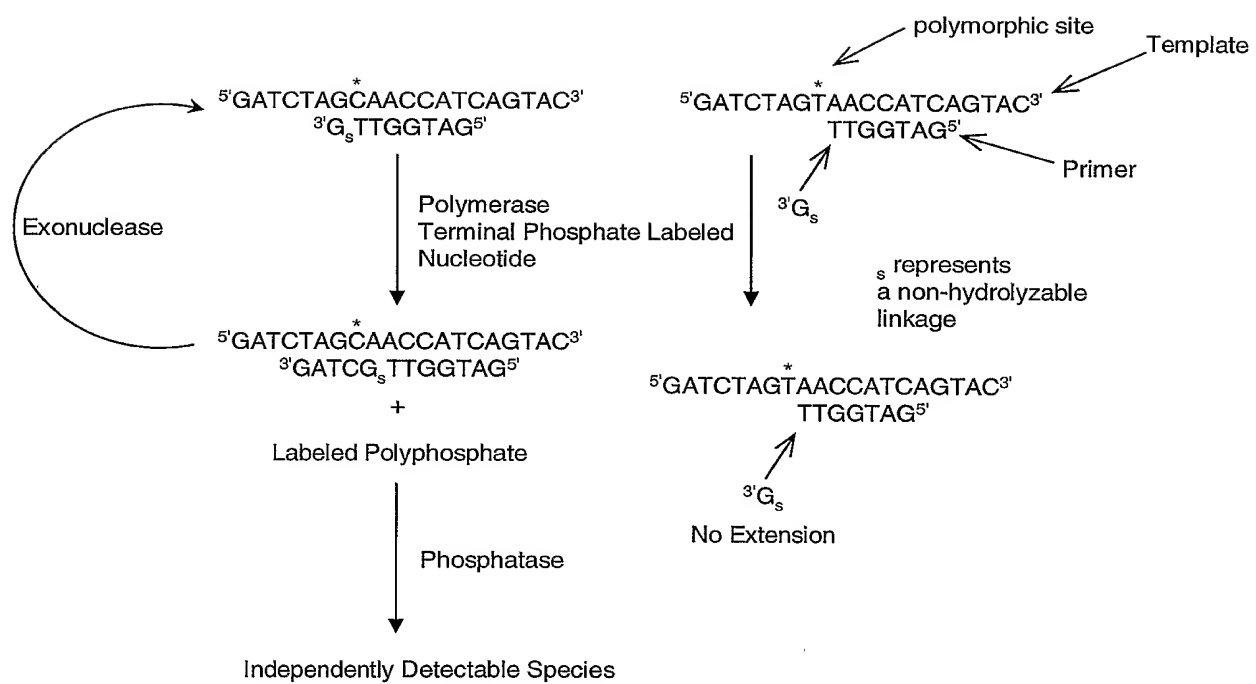 polymorphic site
Template
*
5'GATCTAGCAACCATCAGTAC3'
3'GsTTGGTAG5'
*
5'GATCTAGTAACCATCAGTAC3'
TTGGTAG5'
Primer
3'Gs
Exonuclease
Polymerase
Terminal Phosphate Labeled
Nucleotide
s represents
a non-hydrolyzable
linkage
*
5'GATCTAGCAACCATCAGTAC3'
3'GATCGsTTGGTAG5'
+
Labeled Polyphosphate
*
5'GATCTAGTAACCATCAGTAC3'
TTGGTAG5'
3'Gs
No Extension
Phosphatase
Independently Detectable Species